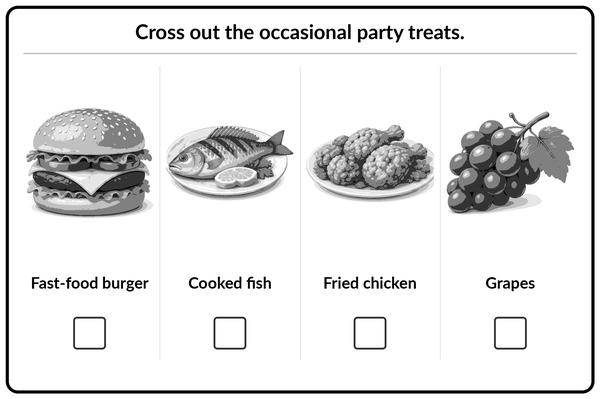 Cross out the occasional party treats.
Fast-food burger
Cooked fish
Fried chicken
Grapes